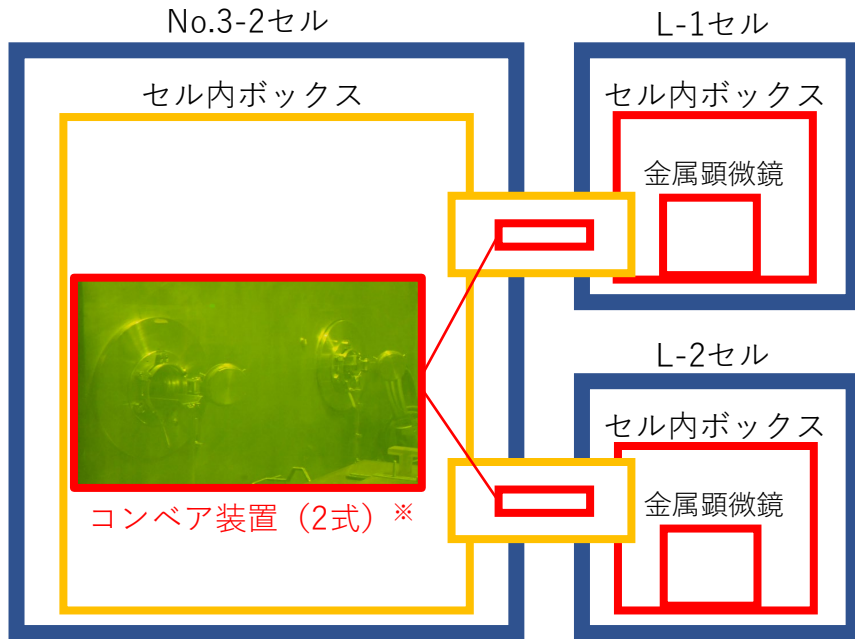 No.3-2セル
セル内ボックス
コンベア装置（2式）※
L-1セル
セル内ボックス
金属顕微鏡
L-2セル
セル内ボックス
金属顕微鏡